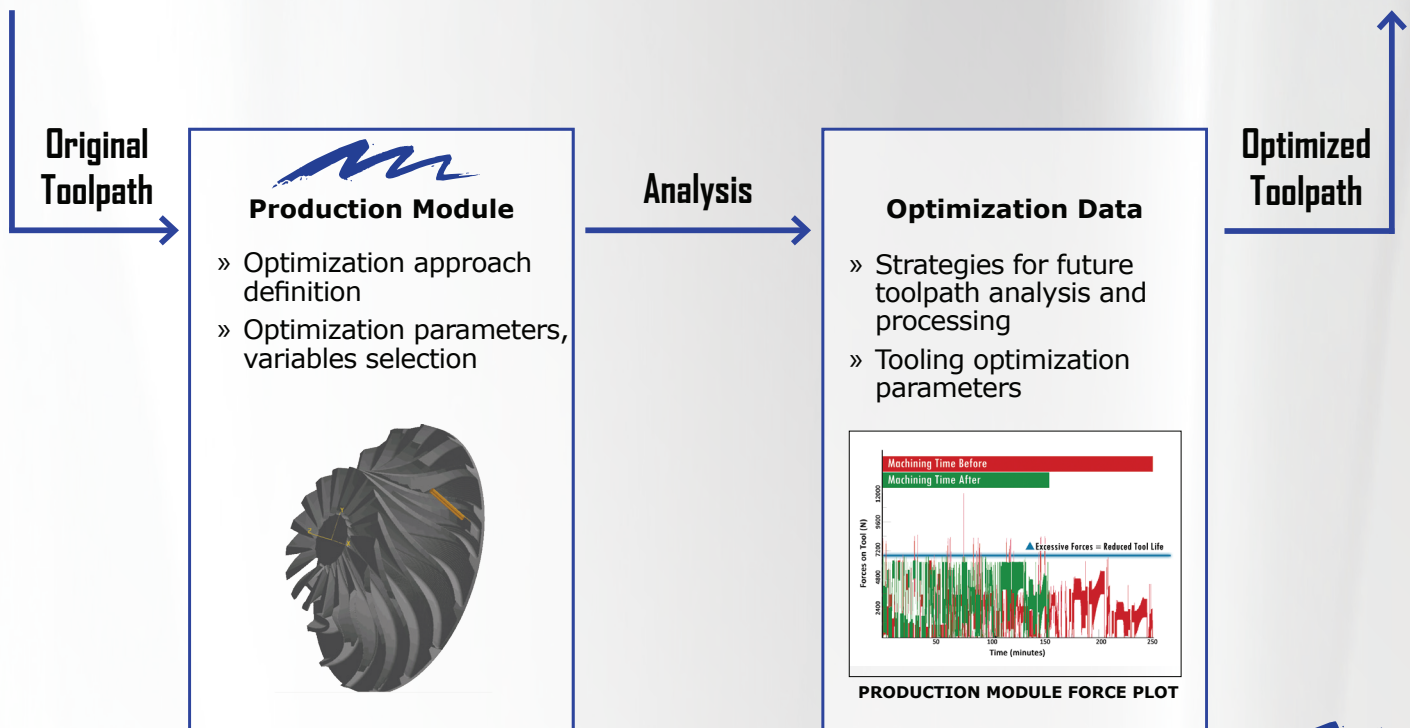 Original
Toolpath
Production Module
» Optimization approach
definition
» Optimization parameters,
variables selection
Analysis
Optimization Data
» Strategies for future
toolpath analysis and
processing
» Tooling optimization
parameters
Machining Time Before
Machining Time After
Excessive Forces = Reduced Tool Life
Forces on Tool (N)
12000
9600
7200
4800
2400
50 100 150 200 250
Time (minutes)
PRODUCTION MODULE FORCE PLOT
Optimized
Toolpath